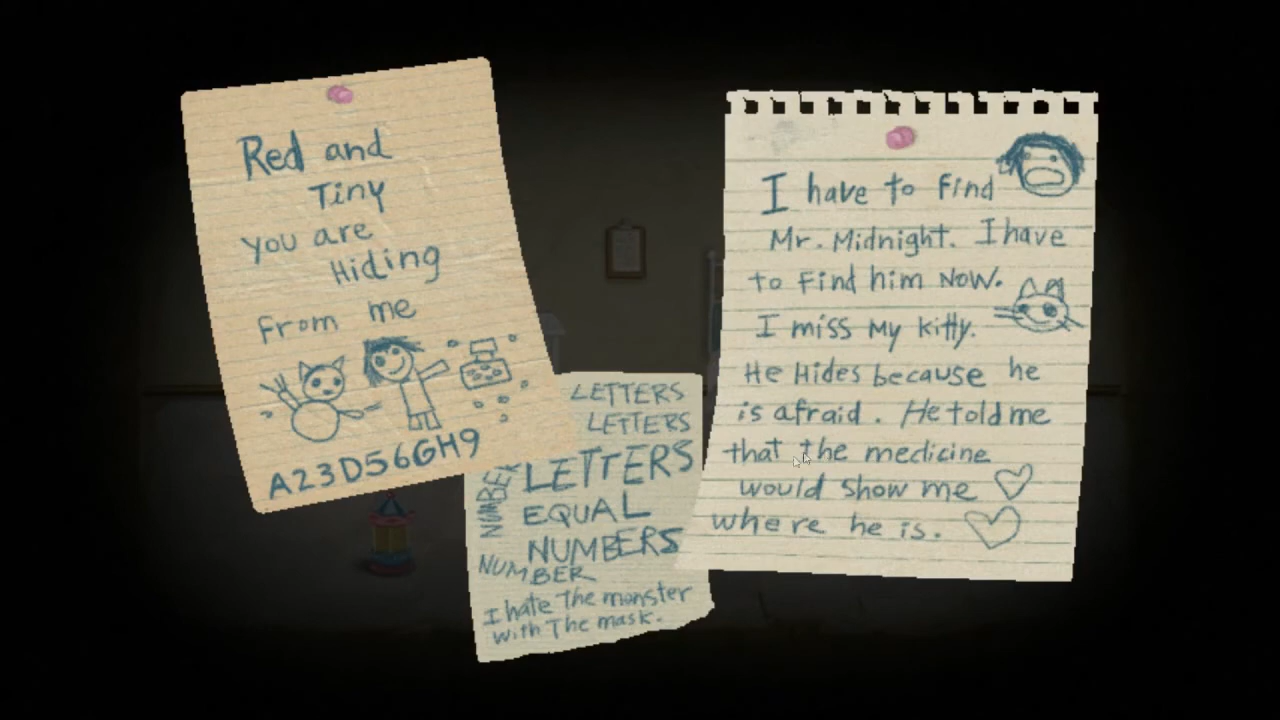 Red and
Tiny
You are
Hiding
From me
A23D56GH9
LETTERS
LETTERS
LETTERS
EQUAL
NUMBERS
NUMBER
NUMBER
I hate The monster
with The mask.
I have to Find
Mr. Midnight. I have
to Find him NOW.
I miss My kitty.
He Hides because he
is afraid. He told me
that the medicine
would show me
where he is.